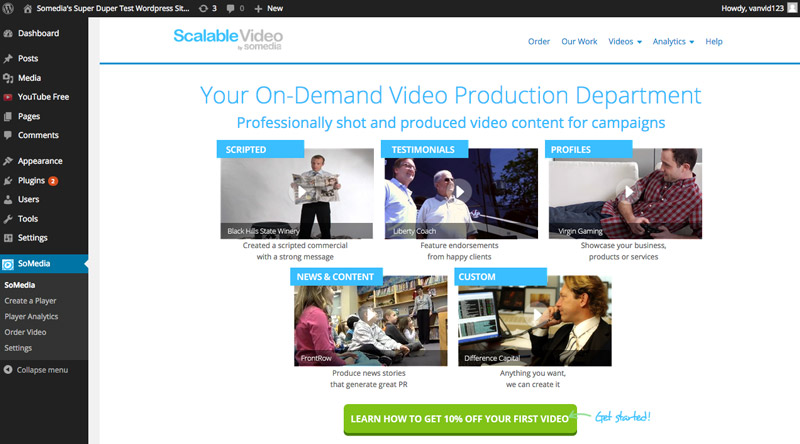 Somedia's Super Duper Test Wordpress Sit... 3 0 + New
Howdy, vanvid123
Dashboard
Posts
Media
YouTube Free
Pages
Comments
Appearance
Plugins 2
Users
Tools
Settings
SoMedia
SoMedia
Create a Player
Player Analytics
Order Video
Settings
Collapse menu
ScalableVideo
by somedia
Order Our Work Videos Analytics Help
Your On-Demand Video Production Department
Professionally shot and produced video content for campaigns
SCRIPTED
Black Hills State Winery
Created a scripted commercial
with a strong message
TESTIMONIALS
Liberty Coach
Feature endorsements
from happy clients
PROFILES
Virgin Gaming
Showcase your business,
products or services
NEWS & CONTENT
FrontRow
Produce news stories
that generate great PR
CUSTOM
Difference Capital
Anything you want,
we can create it
LEARN HOW TO GET 10% OFF YOUR FIRST VIDEO
Get started!